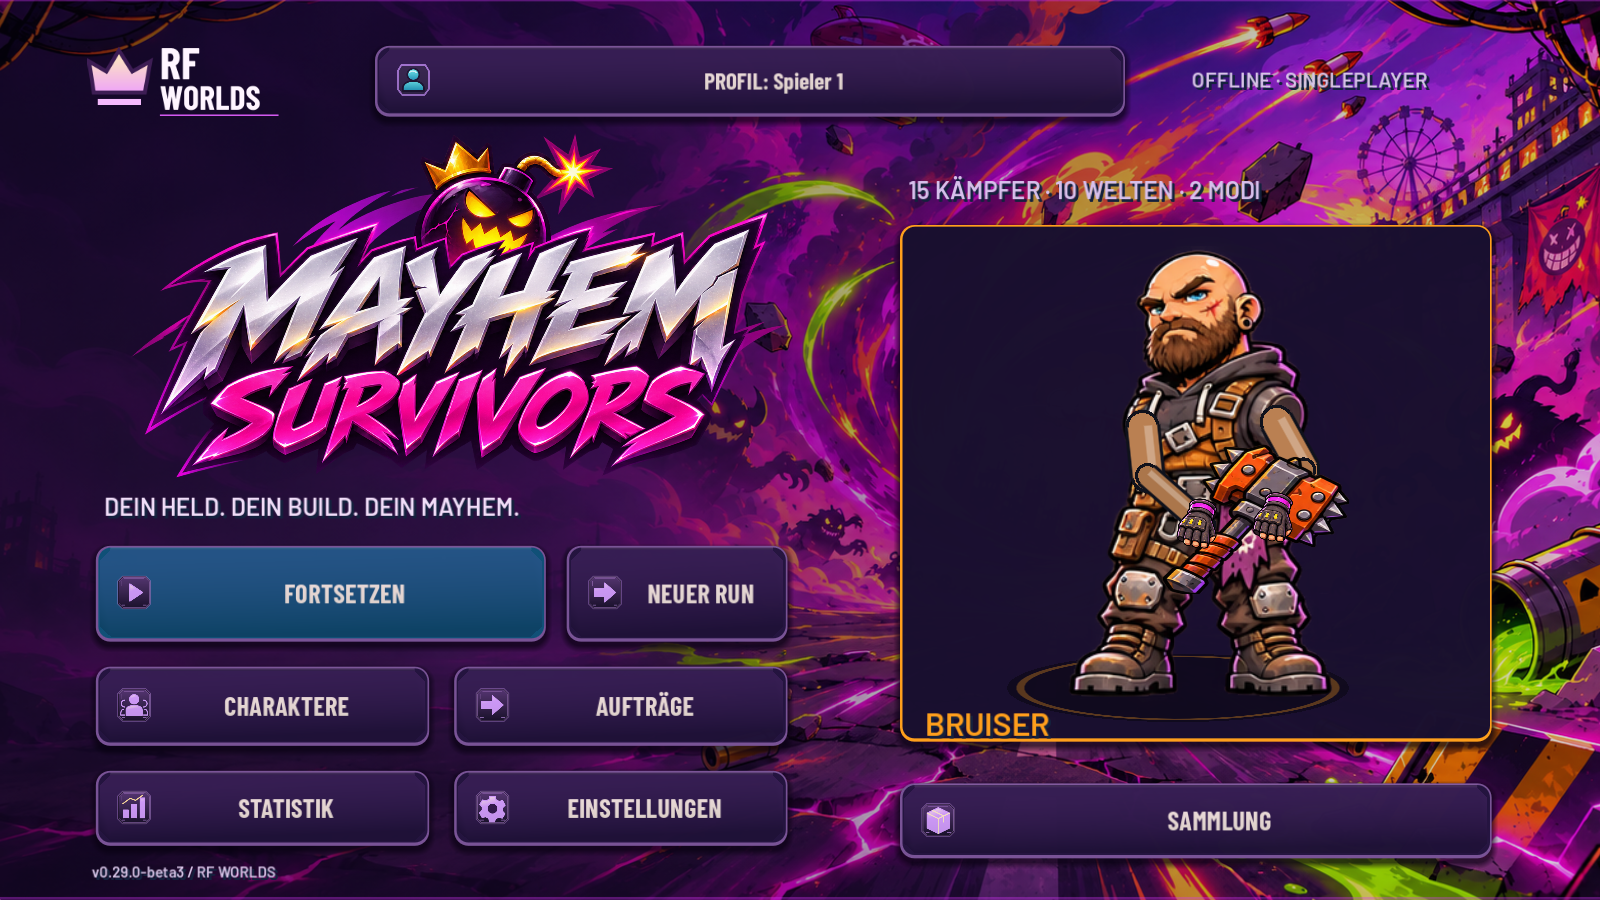 RF
WORLDS
PROFIL: Spieler 1
OFFLINE · SINGLEPLAYER
MAYHEM
SURVIVORS
DEIN HELD. DEIN BUILD. DEIN MAYHEM.
FORTSETZEN
NEUER RUN
CHARAKTERE
AUFTRÄGE
STATISTIK
EINSTELLUNGEN
v0.29.0-beta3 / RF WORLDS
15 KÄMPFER · 10 WELTEN · 2 MODI
BRUISER
SAMMLUNG